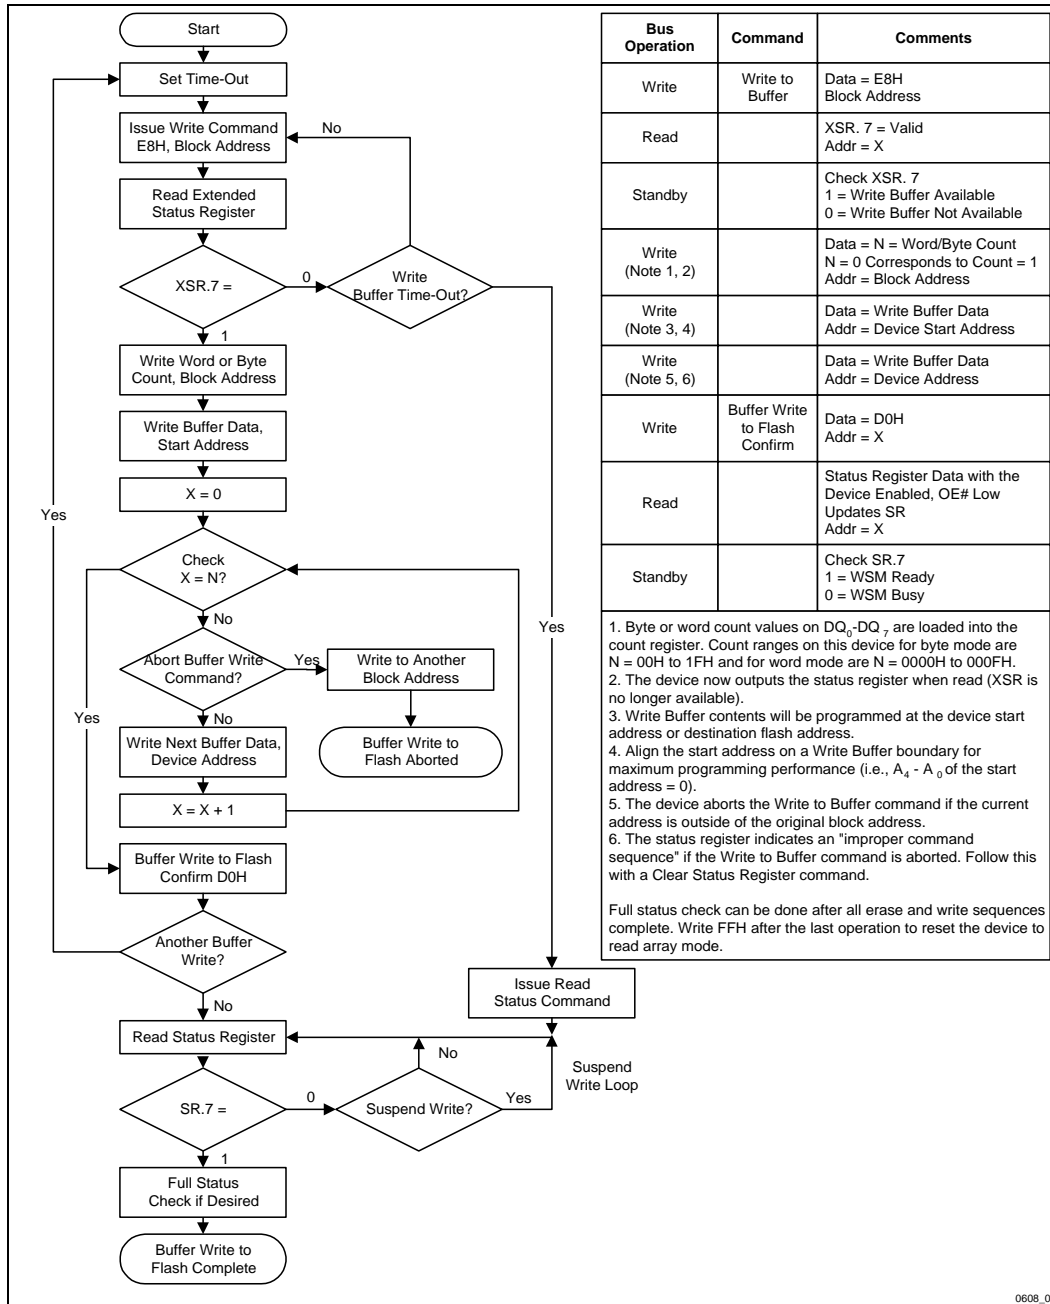 Start
Set Time-Out
Issue Write Command
E8H, Block Address
No
Read Extended
Status Register
XSR.7 =
0
Write
Buffer Time-Out?
1
Write Word or Byte
Count, Block Address
Write Buffer Data,
Start Address
X = 0
Yes
Check
X = N?
No
Yes
Abort Buffer Write
Command?
Yes
Write to Another
Block Address
No
Yes
Write Next Buffer Data,
Device Address
Buffer Write to
Flash Aborted
X = X + 1
Buffer Write to Flash
Confirm D0H
Another Buffer
Write?
Issue Read
Status Command
No
Read Status Register
No
Suspend
Write Loop
SR.7 =
0
Suspend Write?
Yes
1
Full Status
Check if Desired
Buffer Write to
Flash Complete
Bus
Operation
Command
Comments
Write
Write to
Buffer
Data = E8H
Block Address
Read
XSR. 7 = Valid
Addr = X
Standby
Check XSR. 7
1 = Write Buffer Available
0 = Write Buffer Not Available
Write
(Note 1, 2)
Data = N = Word/Byte Count
N = 0 Corresponds to Count = 1
Addr = Block Address
Write
(Note 3, 4)
Data = Write Buffer Data
Addr = Device Start Address
Write
(Note 5, 6)
Data = Write Buffer Data
Addr = Device Address
Write
Buffer Write
to Flash
Confirm
Data = D0H
Addr = X
Read
Status Register Data with the
Device Enabled, OE# Low
Updates SR
Addr = X
Standby
Check SR.7
1 = WSM Ready
0 = WSM Busy
1. Byte or word count values on DQ0-DQ 7 are loaded into the
count register. Count ranges on this device for byte mode are
N = 00H to 1FH and for word mode are N = 0000H to 000FH.
2. The device now outputs the status register when read (XSR is
no longer available).
3. Write Buffer contents will be programmed at the device start
address or destination flash address.
4. Align the start address on a Write Buffer boundary for
maximum programming performance (i.e., A4 - A 0 of the start
address = 0).
5. The device aborts the Write to Buffer command if the current
address is outside of the original block address.
6. The status register indicates an "improper command
sequence" if the Write to Buffer command is aborted. Follow this
with a Clear Status Register command.
Full status check can be done after all erase and write sequences
complete. Write FFH after the last operation to reset the device to
read array mode.
0608_0